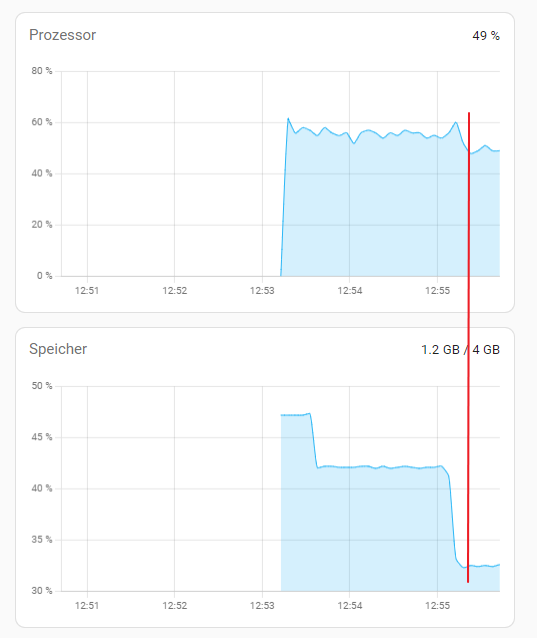 Prozessor
49 %
80 %
60 %
40 %
20 %
0 %
12:51 12:52 12:53 12:54 12:55
Speicher
1.2 GB / 4 GB
50 %
45 %
40 %
35 %
30 %
12:51 12:52 12:53 12:54 12:55